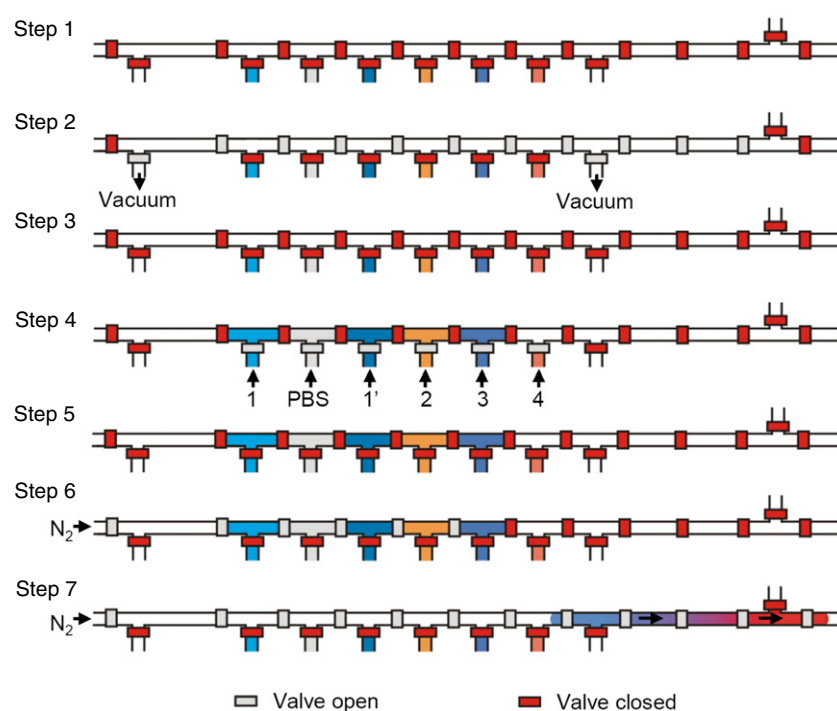 Step 1
Step 2
Vacuum Vacuum
Step 3
Step 4
1 PBS 1' 2 3 4
Step 5
Step 6
N2
Step 7
N2
Valve open Valve closed